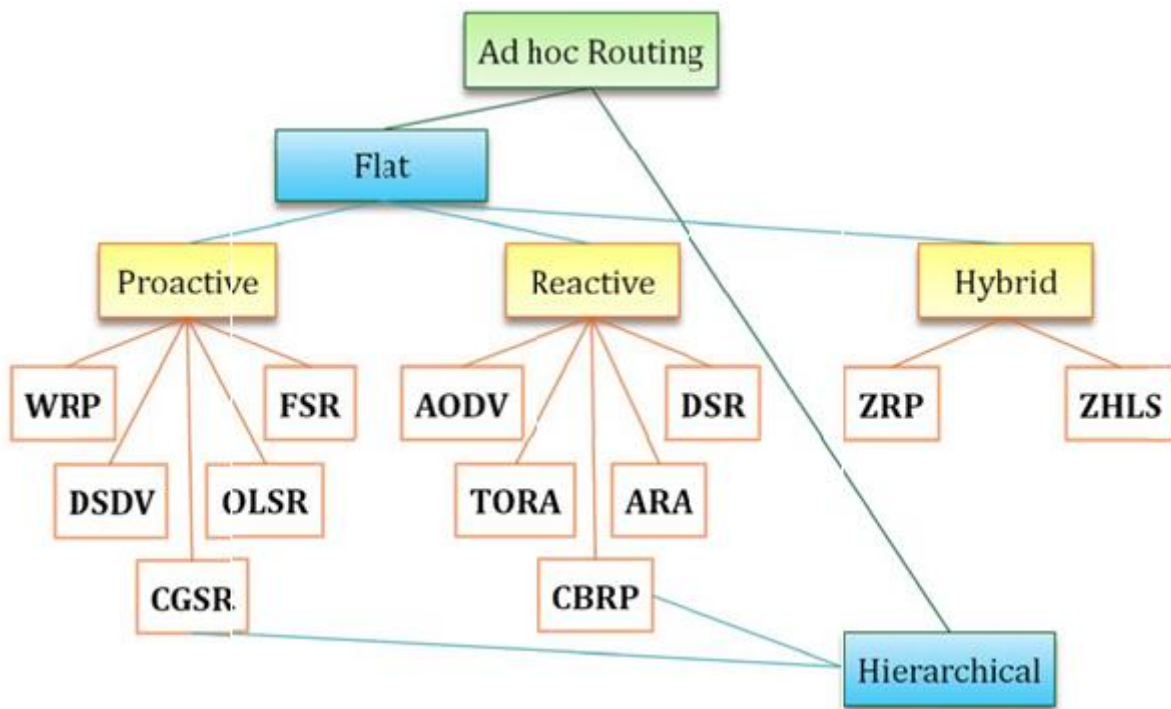 Ad hoc Routing
Flat
Proactive
Reactive
Hybrid
WRP
FSR
AODV
DSR
ZRP
ZHLS
DSDV
OLSR
TORA
ARA
CGSR
CBRP
Hierarchical